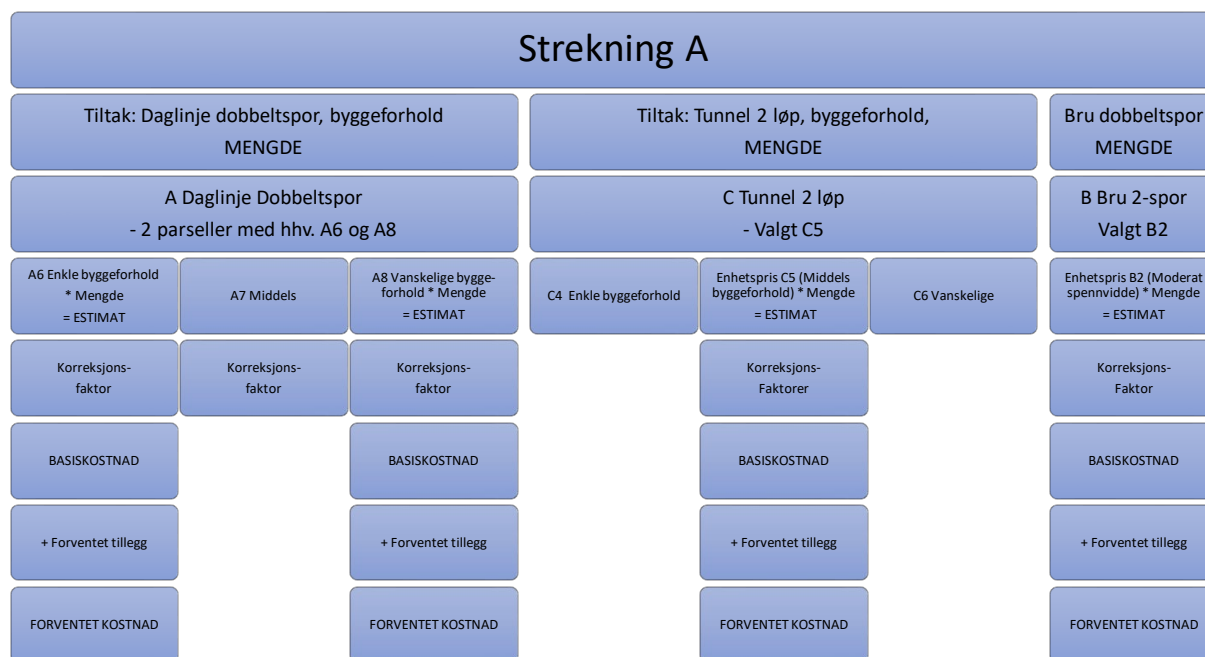 Strekning A
Tiltak: Daglinje dobbeltspor, byggeforhold
MENGDE
Tiltak: Tunnel 2 løp, byggeforhold,
MENGDE
Bru dobbeltspor
MENGDE
A Daglinje Dobbeltspor
- 2 parseller med hhv. A6 og A8
C Tunnel 2 løp
- Valgt C5
B Bru 2-spor
Valgt B2
A6 Enkle byggeforhold
* Mengde
= ESTIMAT
A7 Middels
A8 Vanskelige bygge-
forhold * Mengde
= ESTIMAT
C4 Enkle byggeforhold
Enhetspris C5 (Middels
byggeforhold) * Mengde
= ESTIMAT
C6 Vanskelige
Enhetspris B2 (Moderat
spennvidde) * Mengde
= ESTIMAT
Korreksjons-
faktor
Korreksjons-
faktor
Korreksjons-
faktor
Korreksjons-
Faktorer
Korreksjons-
Faktor
BASISKOSTNAD
BASISKOSTNAD
BASISKOSTNAD
BASISKOSTNAD
+ Forventet tillegg
+ Forventet tillegg
+ Forventet tillegg
+ Forventet tillegg
FORVENTET KOSTNAD
FORVENTET KOSTNAD
FORVENTET KOSTNAD
FORVENTET KOSTNAD